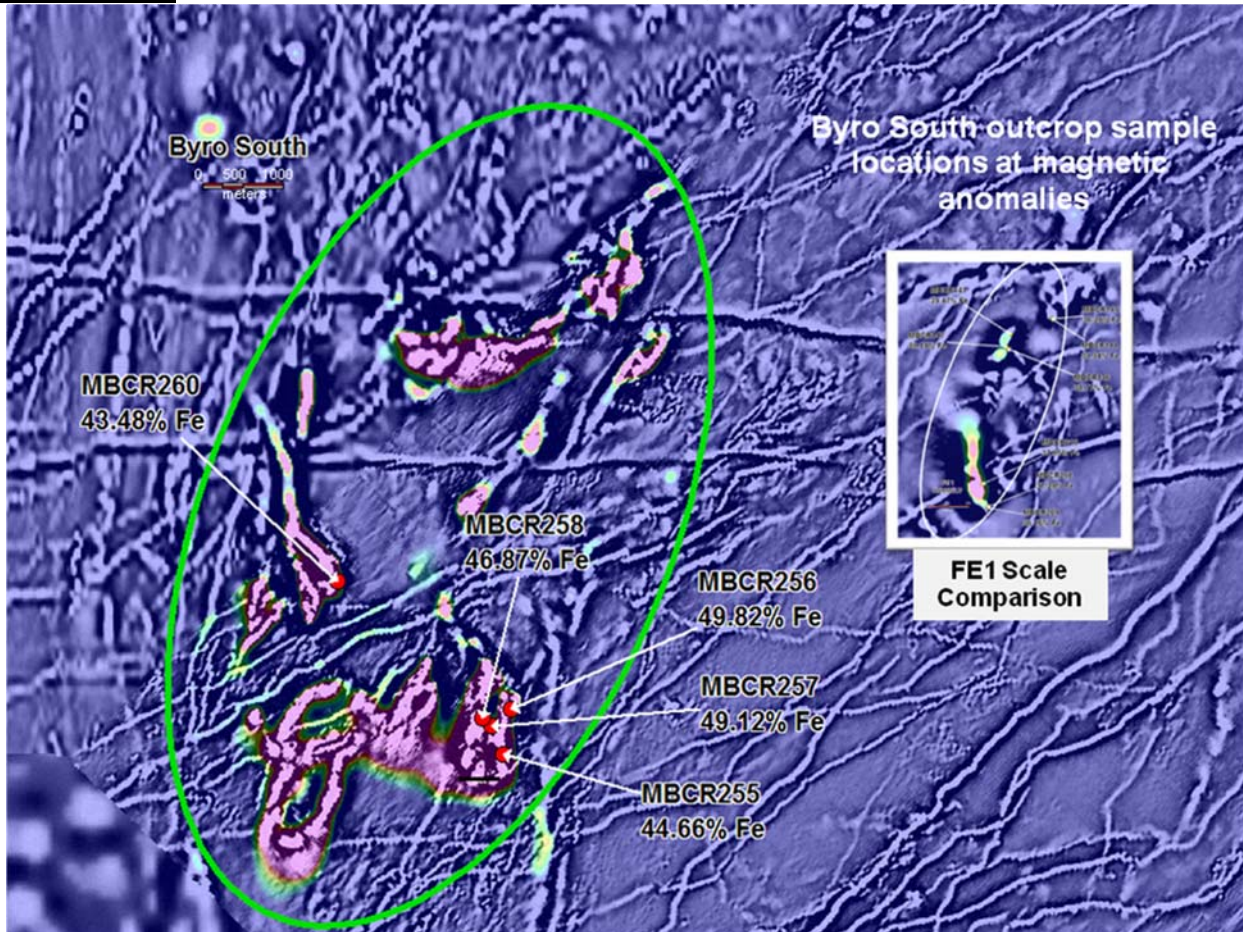 Byro South
0 500 1000
meters
Byro South outcrop sample
locations at magnetic
anomalies
MBCR260
43.48% Fe
MBCR258
46.87% Fe
MBCR256
49.82% Fe
MBCR257
49.12% Fe
MBCR255
44.66% Fe
FE1 Scale
Comparison